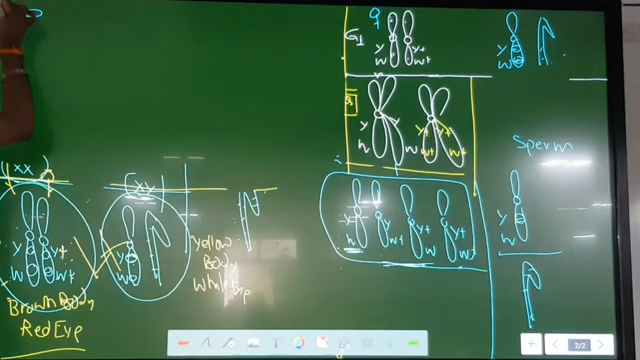 ♀
G1
y y+
w w+
y
w
y y+ y+
w w w+ w+
Sperm
y y y+ y+
w w+ w w+
y
w
(XX)
(XY)
y y+
w w+
y
w
Brown Body
Red Eye
Yellow
Body
White Eye
2/2